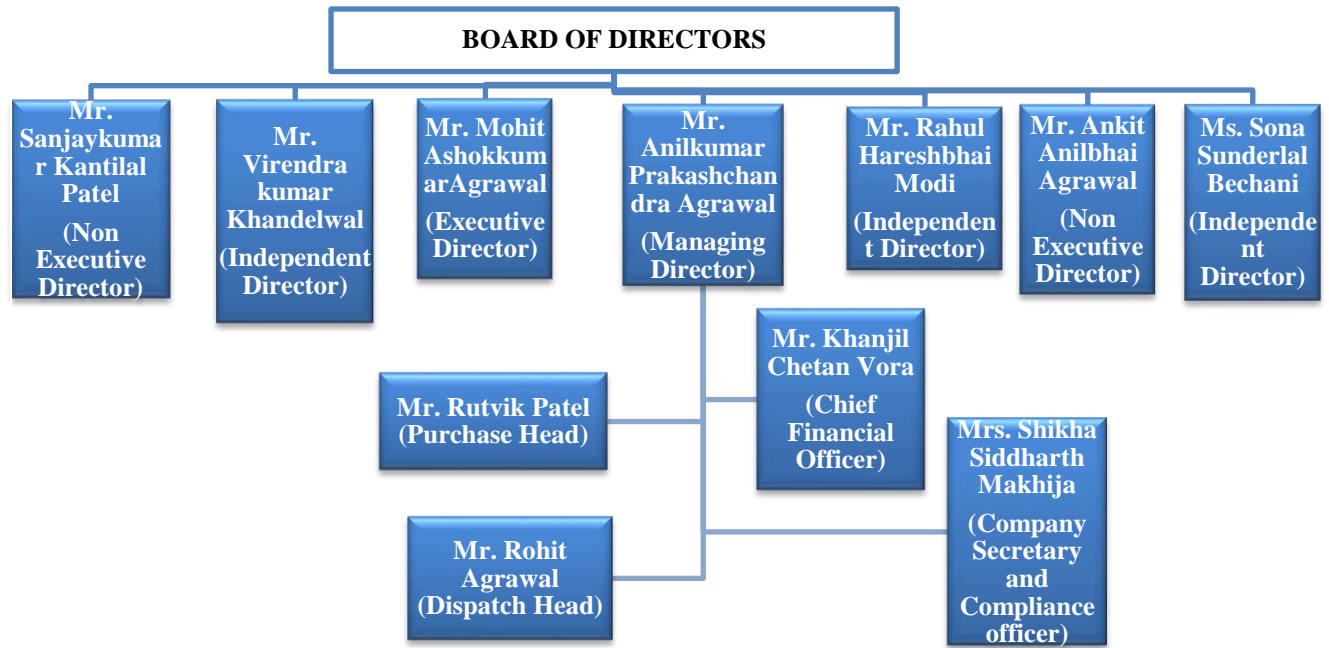 BOARD OF DIRECTORS
Mr.
Sanjaykuma
r Kantilal
Patel
(Non
Executive
Director)
Mr.
Virendra
kumar
Khandelwal
(Independent
Director)
Mr. Mohit
Ashokkum
arAgrawal
(Executive
Director)
Mr.
Anilkumar
Prakashchan
dra Agrawal
(Managing
Director)
Mr. Rahul
Hareshbhai
Modi
(Independen
t Director)
Mr. Ankit
Anilbhai
Agrawal
(Non
Executive
Director)
Ms. Sona
Sunderlal
Bechani
(Independe
nt
Director)
Mr. Khanjil
Chetan Vora
(Chief
Financial
Officer)
Mr. Rutvik Patel
(Purchase Head)
Mrs. Shikha
Siddharth
Makhija
(Company
Secretary
and
Compliance
officer)
Mr. Rohit
Agrawal
(Dispatch Head)